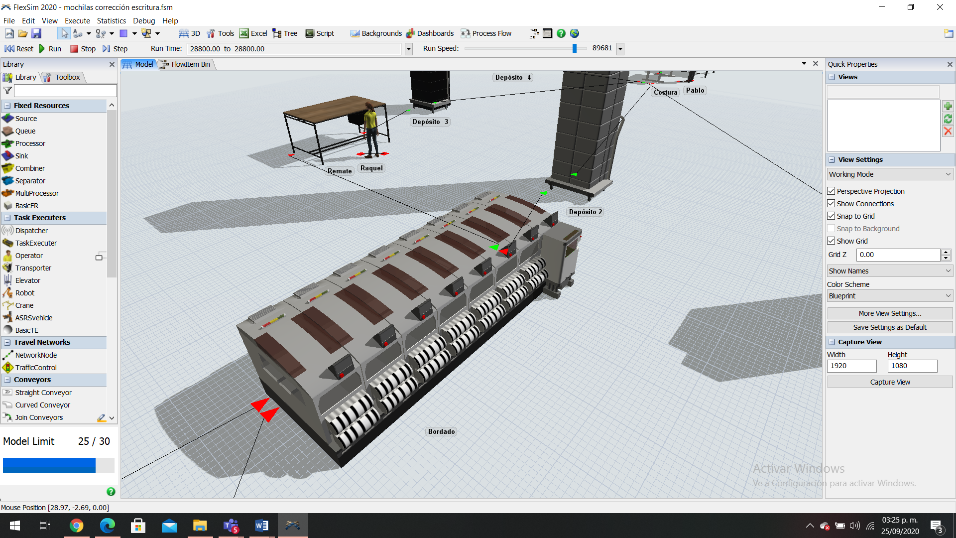 FlexSim 2020 - mochilas corrección escritura.fsm
File Edit View Execute Statistics Debug Help
3D Tools Excel Tree Script Backgrounds Dashboards Process Flow
Reset Run Stop Step Run Time: 28800.00 to 28800.00 Run Speed: 89681
Library
Model FlowItem Bin
Library Toolbox
Fixed Resources
Source
Queue
Processor
Sink
Combiner
Separator
MultiProcessor
BasicFR
Task Executers
Dispatcher
TaskExecuter
Operator
Transporter
Elevator
Robot
Crane
ASRSvehicle
BasicTE
Travel Networks
NetworkNode
TrafficControl
Conveyors
Straight Conveyor
Curved Conveyor
Join Conveyors
Model Limit 25 / 30
Depósito 4
Costura Pablo
Depósito 3
Remate Raquel
Depósito 2
Bordado
Activar Windows
Ve a Configuración para activar Windows.
Quick Properties
Views
View Settings
Working Mode
Perspective Projection
Show Connections
Snap to Grid
Snap to Background
Show Grid
Grid Z 0.00
Show Names
Color Scheme
Blueprint
More View Settings...
Save Settings as Default
Capture View
Width Height
1920 1080
Capture View
Mouse Position [28.97, -2.69, 0.00]
03:25 p. m.
25/09/2020
3